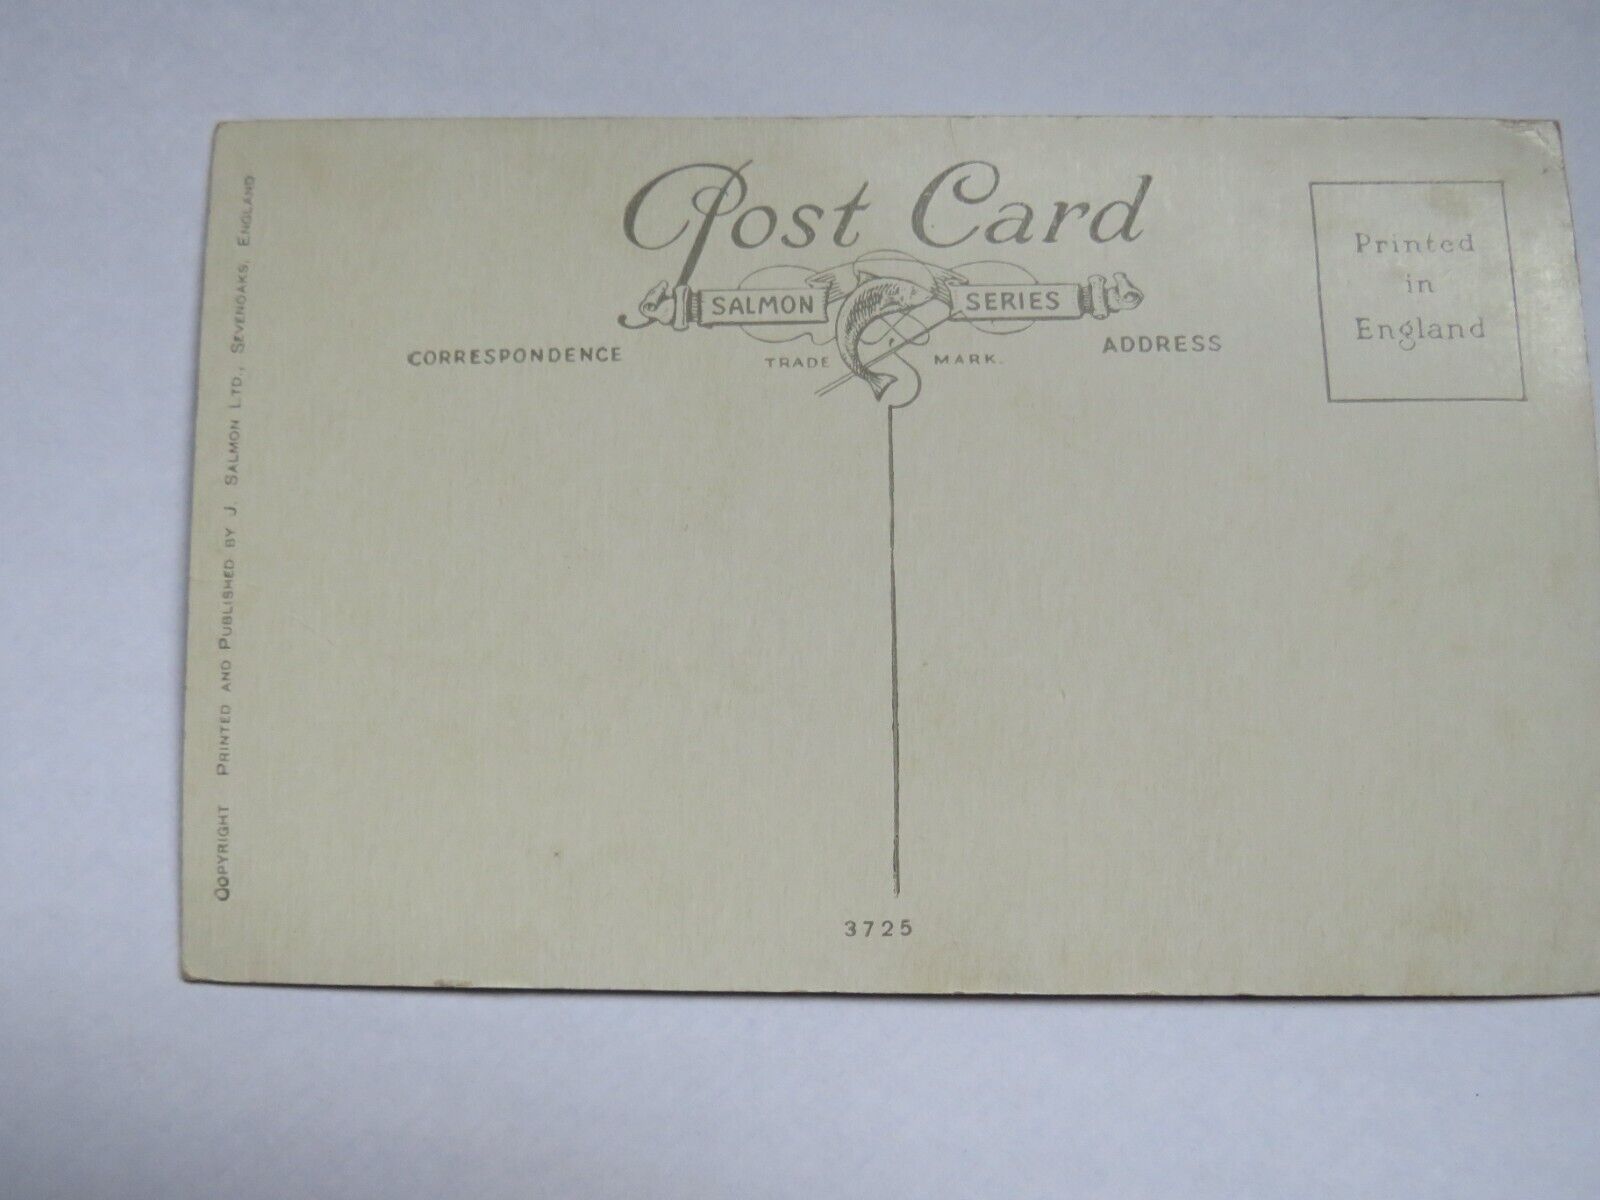 Post Card
SALMON SERIES
TRADE MARK.
CORRESPONDENCE
ADDRESS
Printed
in
England
COPYRIGHT PRINTED AND PUBLISHED BY J. SALMON LTD., SEVENOAKS, ENGLAND
3725